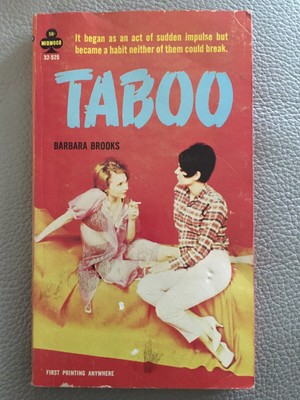 50¢
MIDWOOD
32-525
It began as an act of sudden impulse but
became a habit neither of them could break.
TABOO
BARBARA BROOKS
FIRST PRINTING ANYWHERE